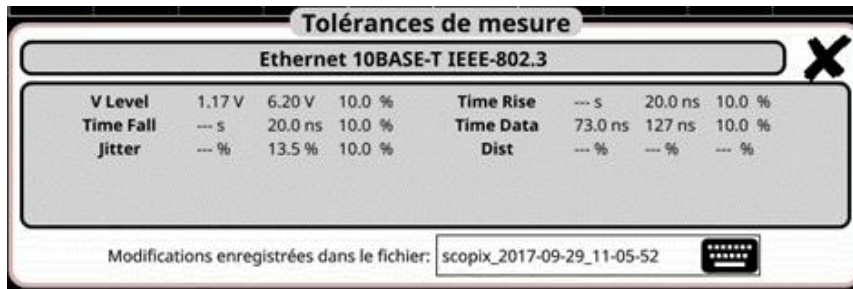 Tolérances de mesure
Ethernet 10BASE-T IEEE-802.3
V Level 1.17 V 6.20 V 10.0 % Time Rise --- s 20.0 ns 10.0 %
Time Fall --- s 20.0 ns 10.0 % Time Data 73.0 ns 127 ns 10.0 %
Jitter --- % 13.5 % 10.0 % Dist --- % --- % --- %
Modifications enregistrées dans le fichier: scopix_2017-09-29_11-05-52